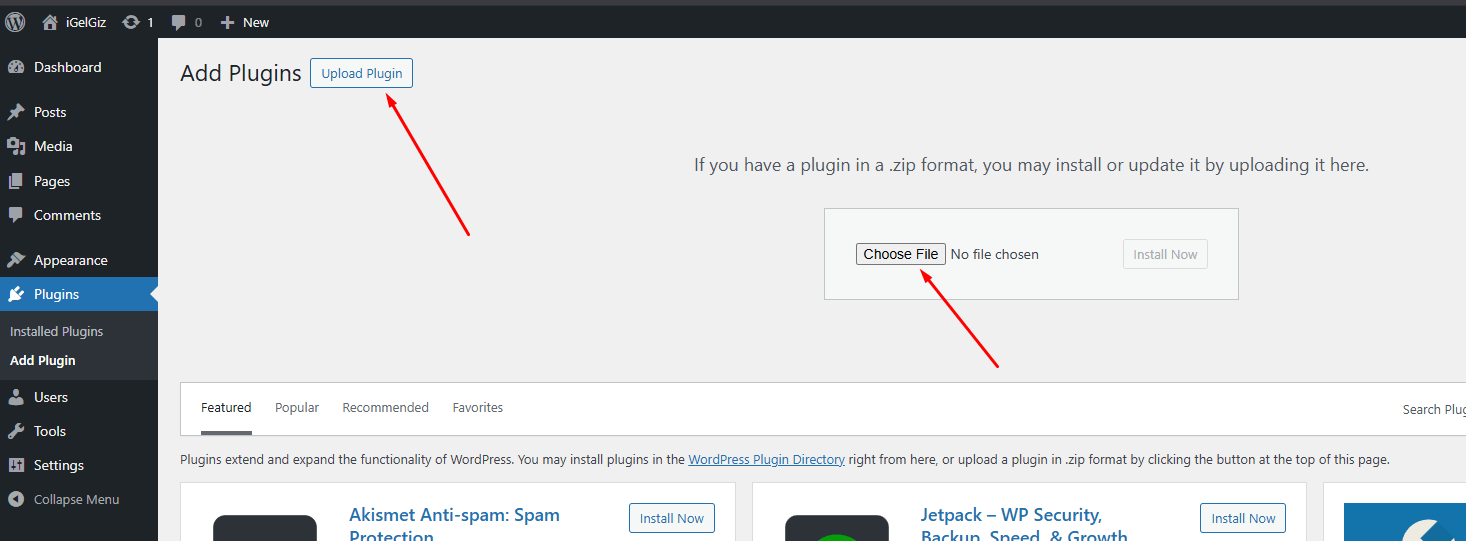 iGelGiz 1 0 New
Dashboard
Posts
Media
Pages
Comments
Appearance
Plugins
Installed Plugins
Add Plugin
Users
Tools
Settings
Collapse Menu
Add Plugins Upload Plugin
If you have a plugin in a .zip format, you may install or update it by uploading it here.
Choose File No file chosen Install Now
Featured Popular Recommended Favorites Search Plug
Plugins extend and expand the functionality of WordPress. You may install plugins in the WordPress Plugin Directory right from here, or upload a plugin in .zip format by clicking the button at the top of this page.
Akismet Anti-spam: Spam
Protection
Install Now
Jetpack – WP Security,
Backup, Speed, & Growth
Install Now